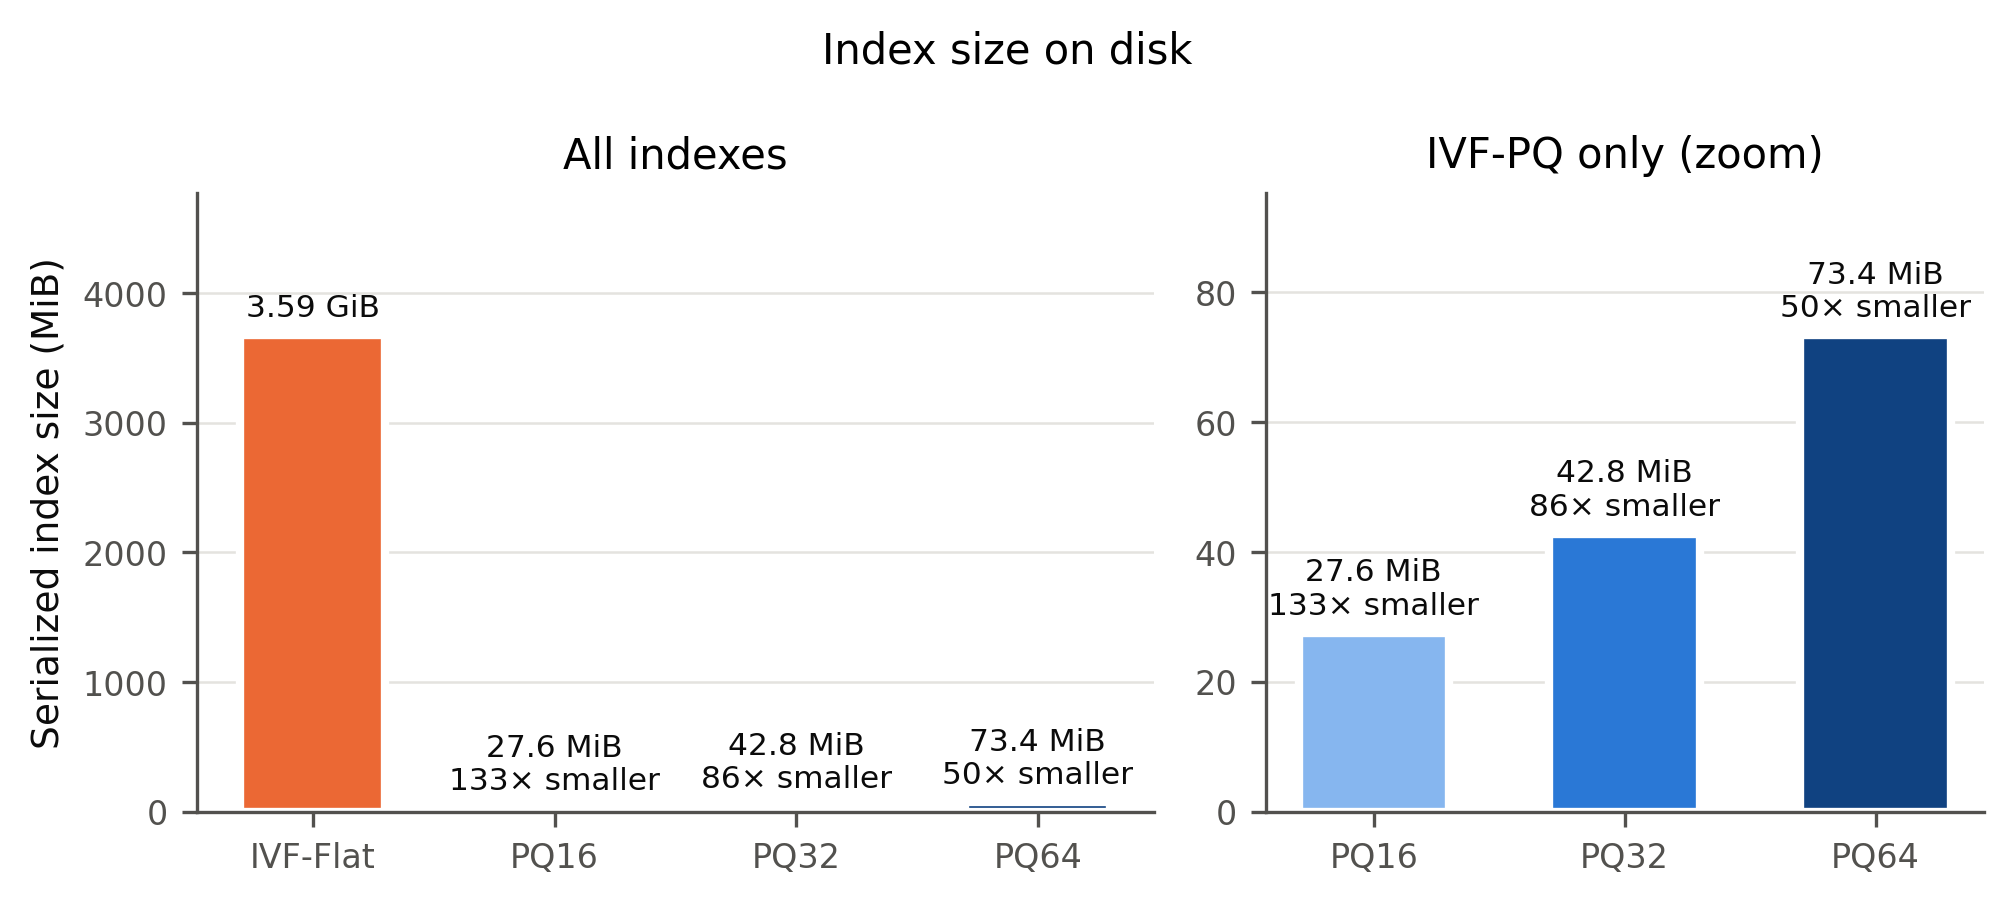 Index size on disk
All indexes
Serialized index size (MiB)
4000
3000
2000
1000
0
3.59 GiB
27.6 MiB
133× smaller
42.8 MiB
86× smaller
73.4 MiB
50× smaller
IVF-Flat
PQ16
PQ32
PQ64
IVF-PQ only (zoom)
80
60
40
20
0
27.6 MiB
133× smaller
42.8 MiB
86× smaller
73.4 MiB
50× smaller
PQ16
PQ32
PQ64